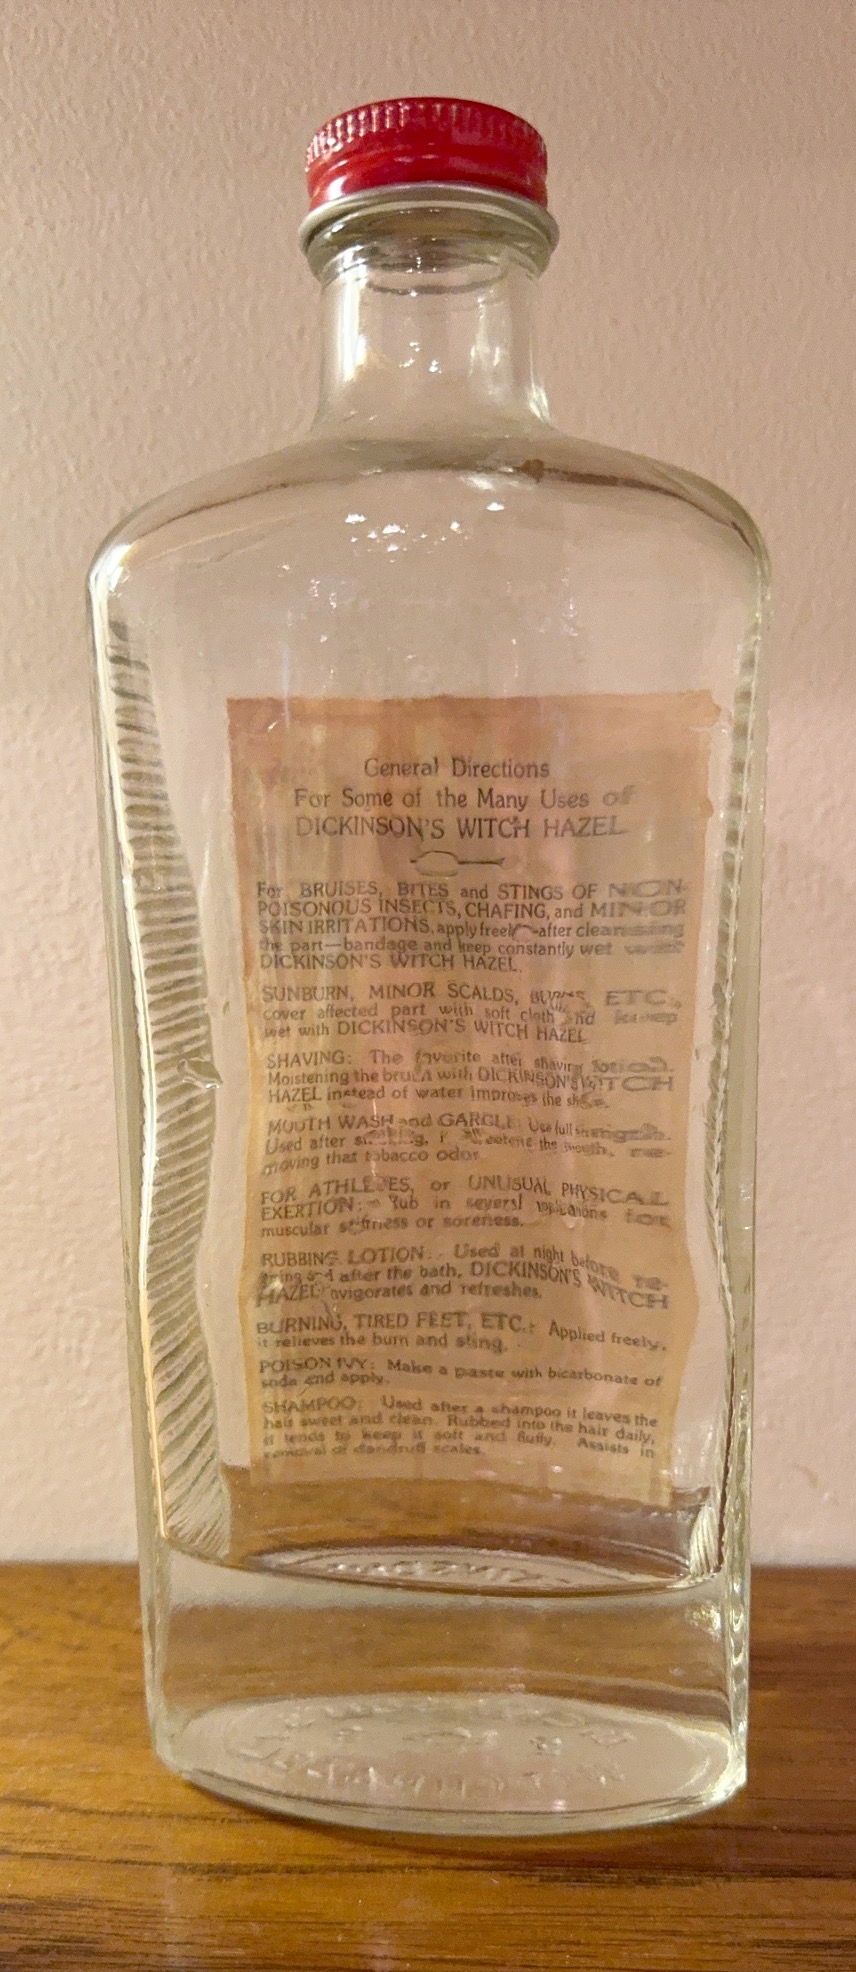 General Directions
For Some of the Many Uses of
DICKINSON'S WITCH HAZEL
For BRUISES, BITES and STINGS OF NON-
POISONOUS INSECTS, CHAFING, and MINOR
SKIN IRRITATIONS, apply freely—after cleansing
the part—bandage and keep constantly wet with
DICKINSON'S WITCH HAZEL.
SUNBURN, MINOR SCALDS, BURNS, ETC.,
cover affected part with soft cloth and keep
wet with DICKINSON'S WITCH HAZEL
SHAVING: The favorite after shaving lotion.
Moistening the brush with DICKINSON'S WITCH
HAZEL instead of water improves the
MOUTH WASH and GARGLE: Use full strength.
Used after smoking, it sweetens the mouth, re-
moving that tobacco odor.
FOR ATHLETES, or UNUSUAL PHYSICAL
EXERTION:— Rub in several applications for
muscular stiffness or soreness.
RUBBING LOTION: Used at night before re-
tiring and after the bath, DICKINSON'S WITCH
HAZEL invigorates and refreshes.
BURNING, TIRED FEET, ETC.: Applied freely,
it relieves the burn and sting.
POISON IVY: Make a paste with bicarbonate of
soda and apply.
SHAMPOO: Used after a shampoo it leaves the
hair sweet and clean. Rubbed into the hair daily,
it tends to keep it soft and fluffy. Assists in
removal of dandruff scales.